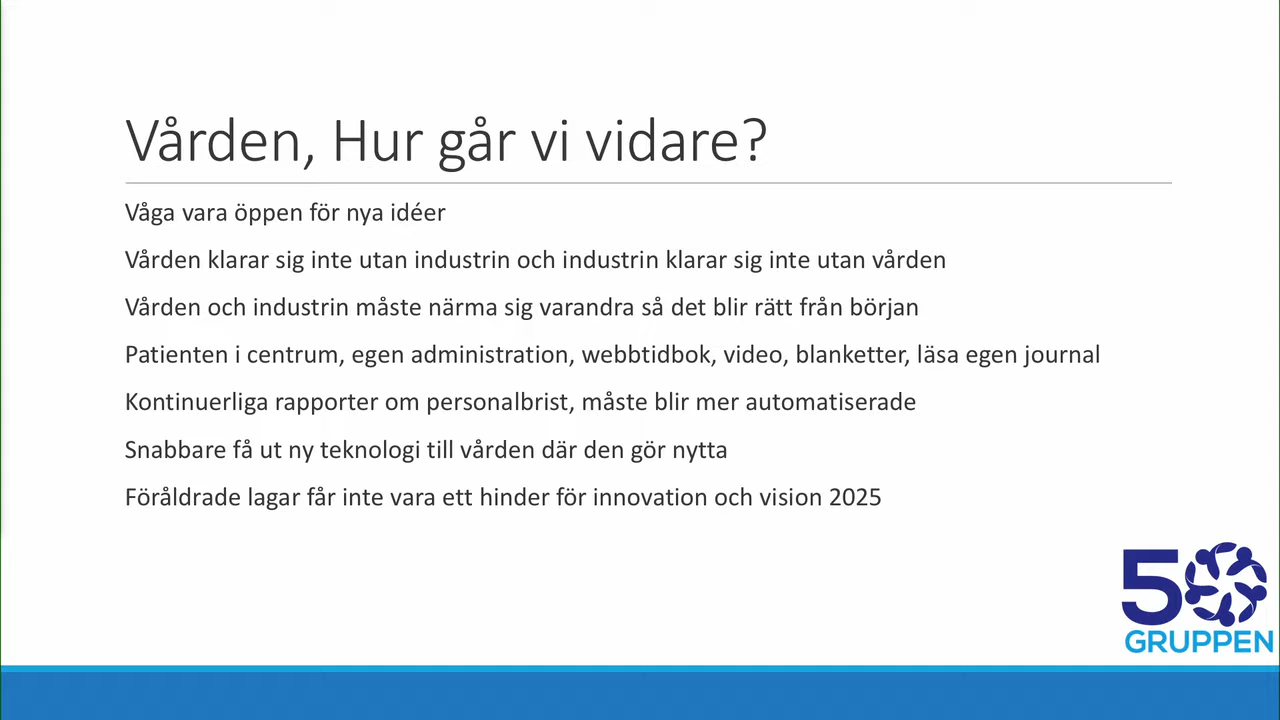 Vården, Hur går vi vidare?
Våga vara öppen för nya idéer
Vården klarar sig inte utan industrin och industrin klarar sig inte utan vården
Vården och industrin måste närma sig varandra så det blir rätt från början
Patienten i centrum, egen administration, webbtidbok, video, blanketter, läsa egen journal
Kontinuerliga rapporter om personalbrist, måste blir mer automatiserade
Snabbare få ut ny teknologi till vården där den gör nytta
Föråldrade lagar får inte vara ett hinder för innovation och vision 2025
50
GRUPPEN